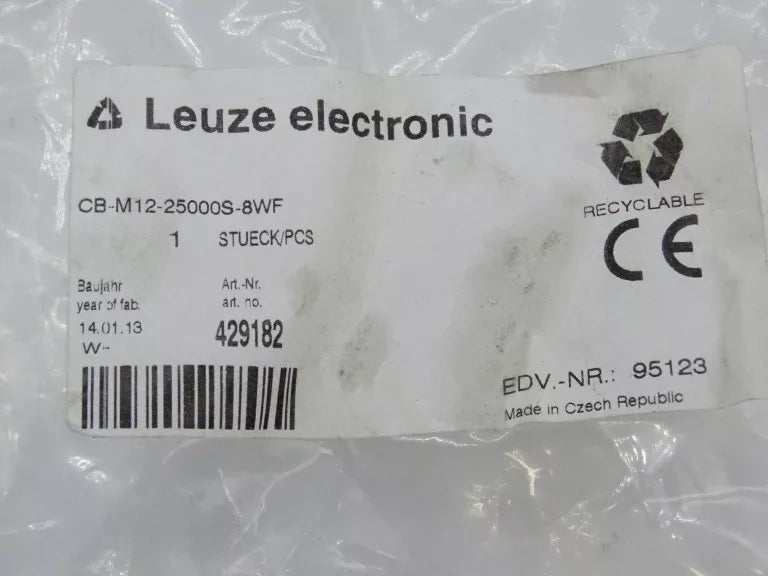 Leuze electronic
CB-M12-25000S-8WF
1 STUECK/PCS
Baujahr
year of fab.
14.01.13
W-
Art.-Nr.
art. no.
429182
RECYCLABLE
CE
EDV.-NR.: 95123
Made in Czech Republic